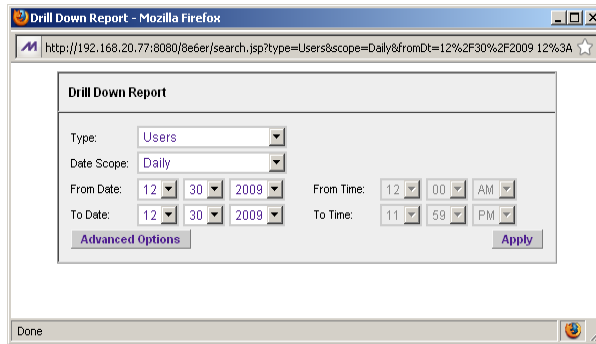 Drill Down Report - Mozilla Firefox
http://192.168.20.77:8080/8e6er/search.jsp?type=Users&scope=Daily&fromDt=12%2F30%2F2009 12%3A
Drill Down Report
Type: Users
Date Scope: Daily
From Date: 12 30 2009 From Time: 12 00 AM
To Date: 12 30 2009 To Time: 11 59 PM
Advanced Options Apply
Done